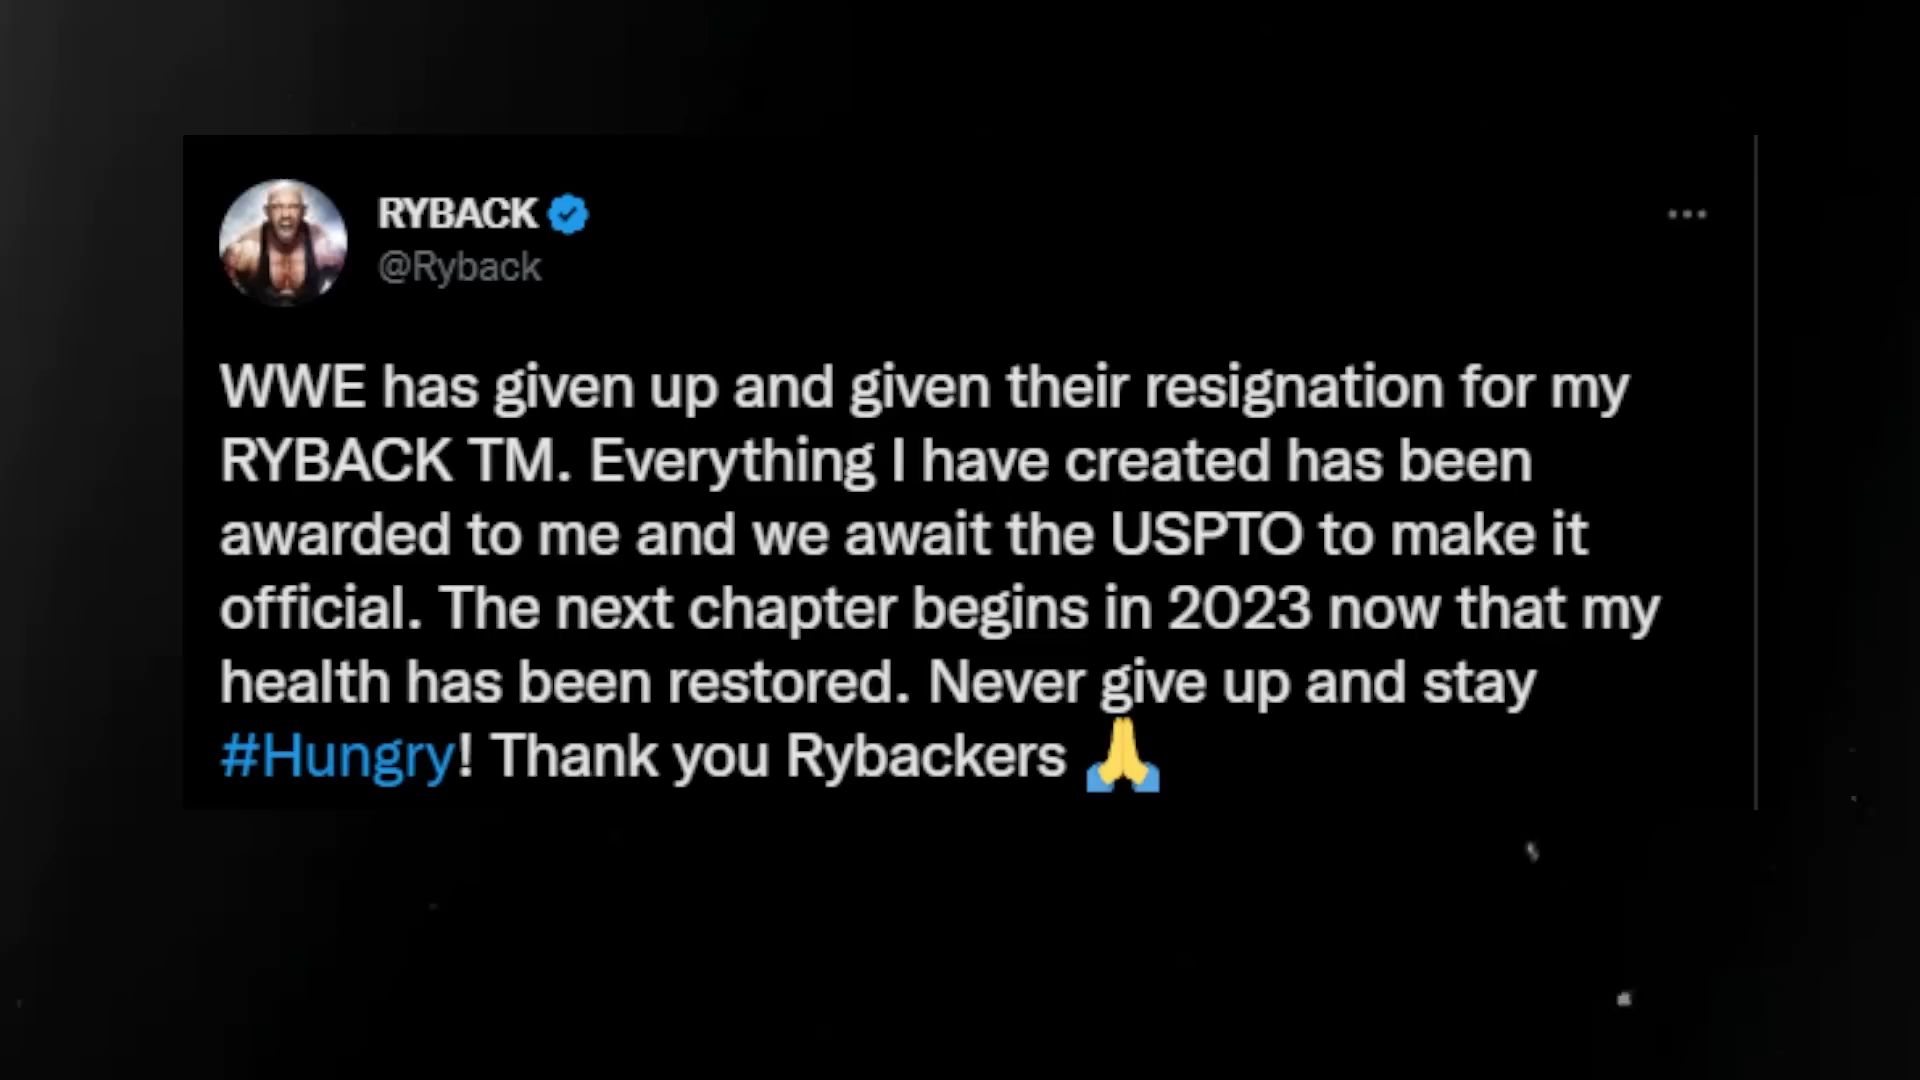 RYBACK
@Ryback
WWE has given up and given their resignation for my
RYBACK TM. Everything I have created has been
awarded to me and we await the USPTO to make it
official. The next chapter begins in 2023 now that my
health has been restored. Never give up and stay
#Hungry! Thank you Rybackers 🙏